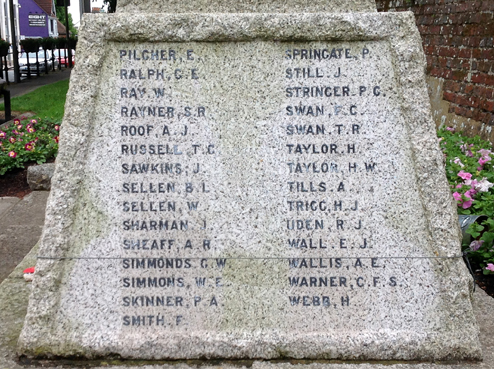 PILCHER, E.
RALPH, C.E.
RAY, W.
RAYNER, S.R.
ROOF, A.J.
RUSSELL, T.C.
SAWKINS, J.
SELLEN, B.L.
SELLEN, W.
SHARMAN, J.
SHEAFF, A.R.
SIMMONDS, G.W.
SIMMONS, W.E.
SKINNER, P.A.
SMITH, F.
SPRINGATE, P.
STILL, J.
STRINGER, P.G.
SWAN, F.C.
SWAN, T.R.
TAYLOR, H.
TAYLOR, H.W.
TILLS, A.
TRIGG, H.J.
UDEN, R.J.
WALL, E.J.
WALLIS, A.E.
WARNER, C.F.S.
WEBB, H.